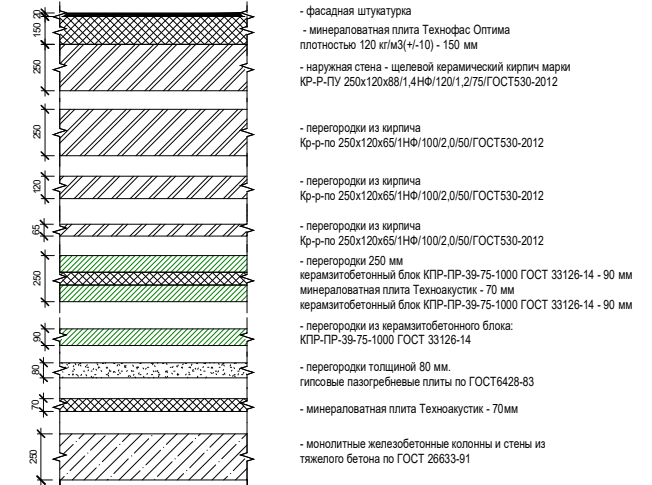 20
- фасадная штукатурка
150
- минераловатная плита Технофас Оптима
плотностью 120 кг/м3(+/-10) - 150 мм
250
- наружная стена - щелевой керамический кирпич марки
КР-Р-ПУ 250х120х88/1,4НФ/120/1,2/75/ГОСТ530-2012
250
- перегородки из кирпича
Кр-р-по 250х120х65/1НФ/100/2,0/50/ГОСТ530-2012
120
- перегородки из кирпича
Кр-р-по 250х120х65/1НФ/100/2,0/50/ГОСТ530-2012
65
- перегородки из кирпича
Кр-р-по 250х120х65/1НФ/100/2,0/50/ГОСТ530-2012
250
- перегородки 250 мм
керамзитобетонный блок КПР-ПР-39-75-1000 ГОСТ 33126-14 - 90 мм
минераловатная плита Техноакустик - 70 мм
керамзитобетонный блок КПР-ПР-39-75-1000 ГОСТ 33126-14 - 90 мм
90
- перегородки из керамзитобетонного блока:
КПР-ПР-39-75-1000 ГОСТ 33126-14
80
- перегородки толщиной 80 мм.
гипсовые пазогребневые плиты по ГОСТ6428-83
70
- минераловатная плита Техноакустик - 70мм
250
- монолитные железобетонные колонны и стены из
тяжелого бетона по ГОСТ 26633-91